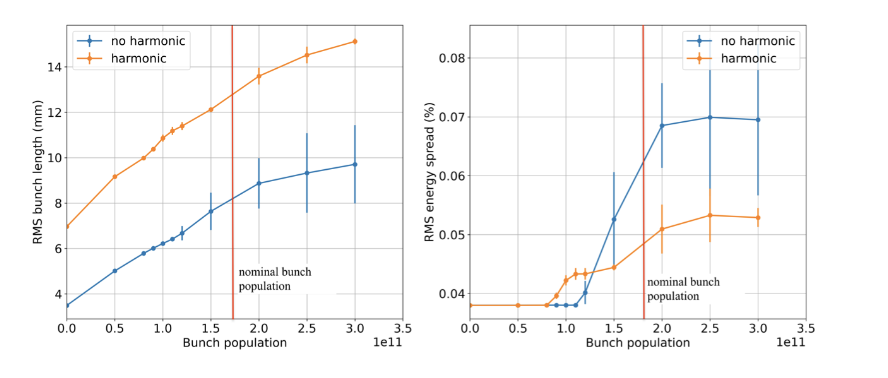 no harmonic
harmonic
RMS bunch length (mm)
14
12
10
8
6
4
nominal bunch
population
0.0 0.5 1.0 1.5 2.0 2.5 3.0 3.5
Bunch population
1e11
no harmonic
harmonic
RMS energy spread (%)
0.08
0.07
0.06
0.05
0.04
nominal bunch
population
0.0 0.5 1.0 1.5 2.0 2.5 3.0 3.5
Bunch population
1e11